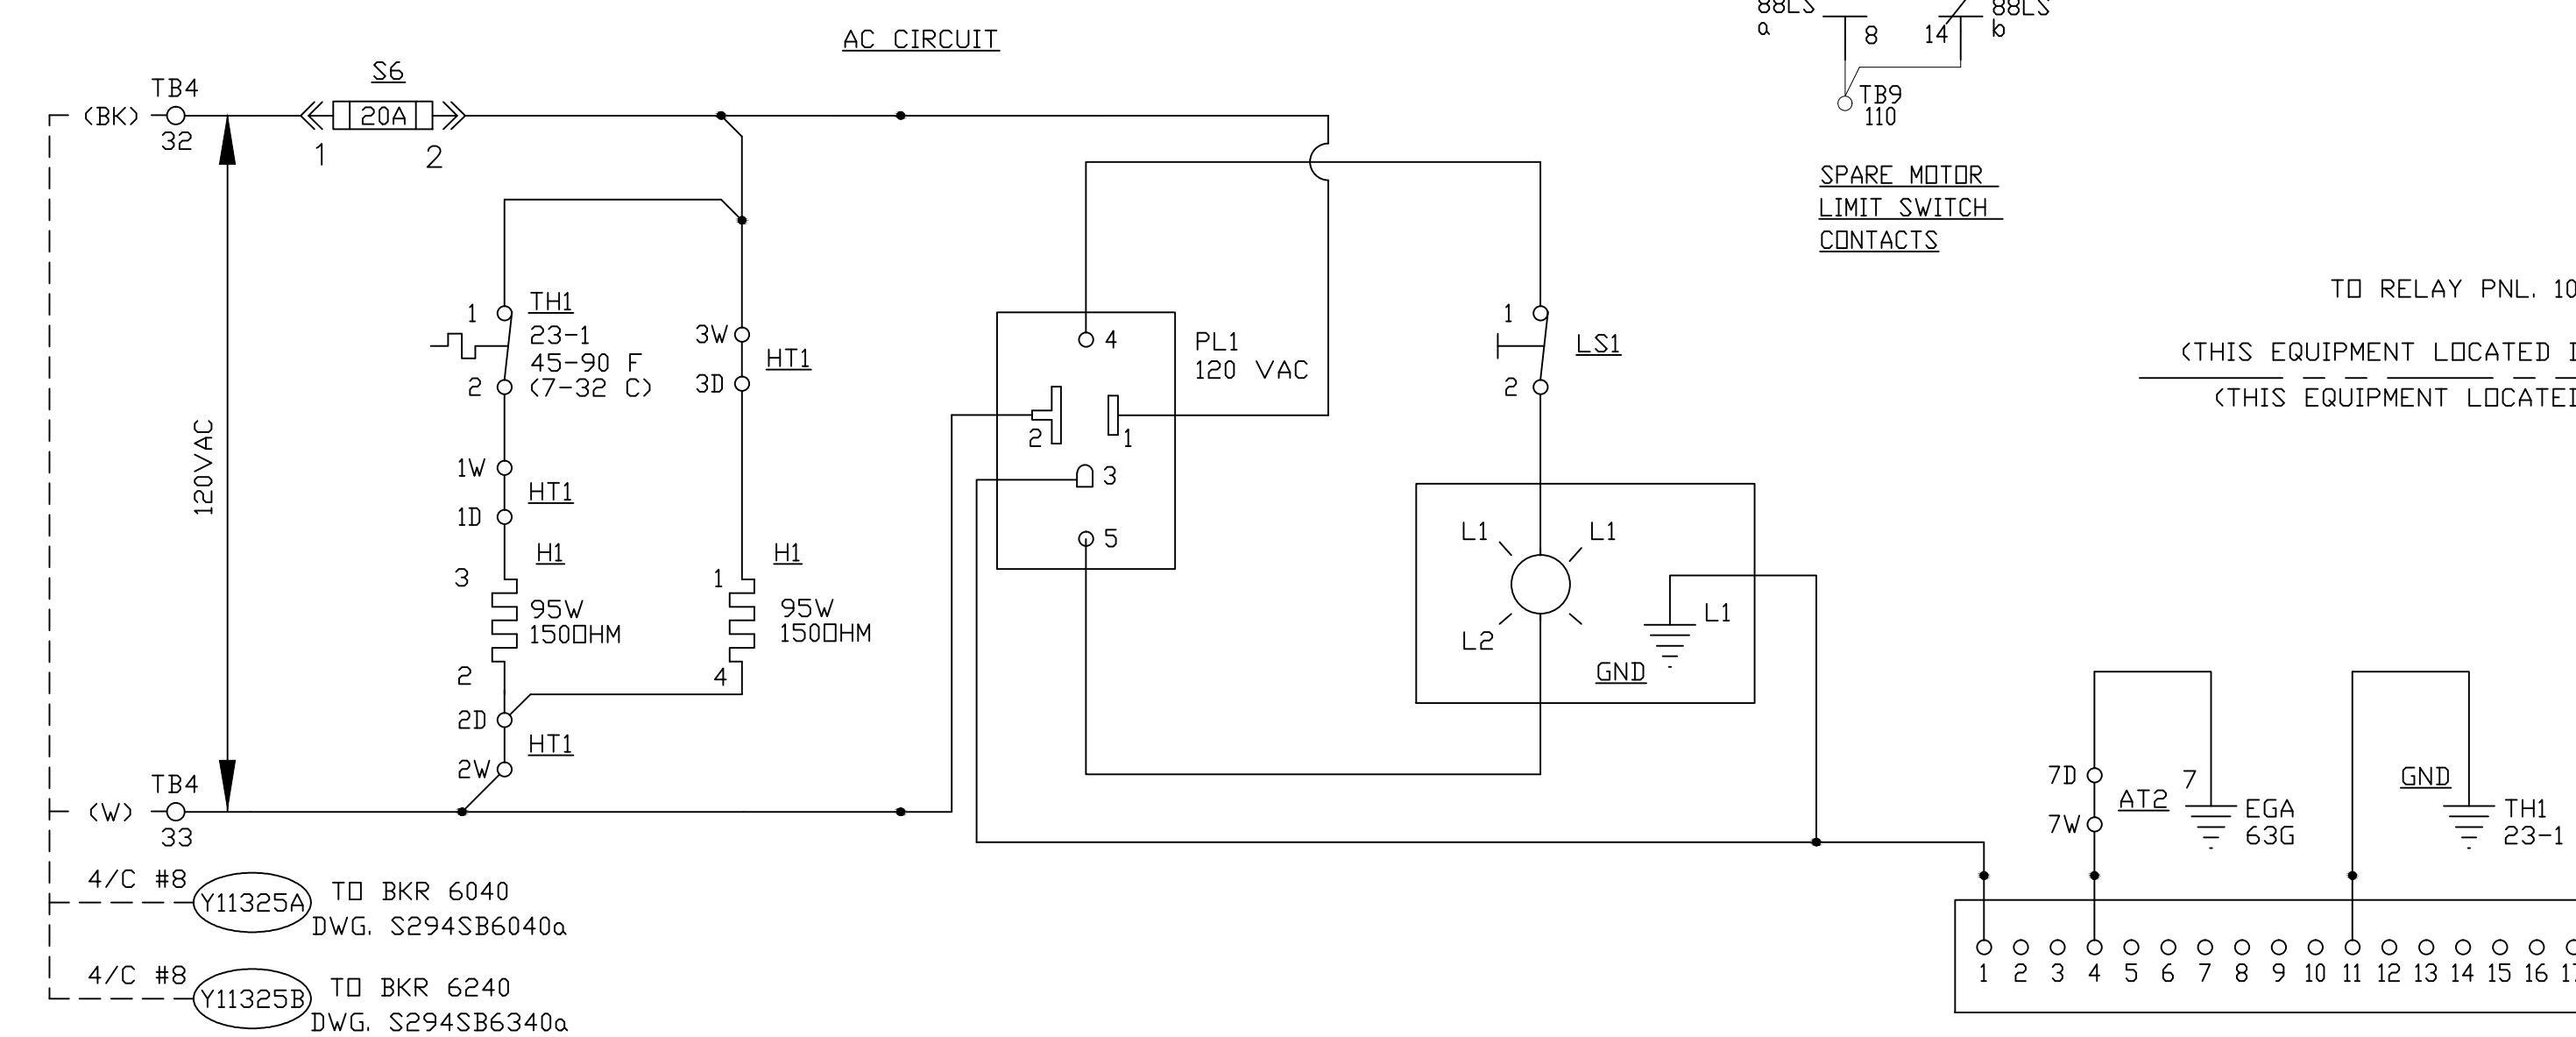 AC CIRCUIT
88LS
a
8
14
88LS
b
TB9
110
SPARE MOTOR
LIMIT SWITCH
CONTACTS
TO RELAY PNL. 10
(THIS EQUIPMENT LOCATED I
(THIS EQUIPMENT LOCATE
(BK)
TB4
32
S6
20A
1
2
120VAC
1
TH1
23-1
45-90 F
(7-32 C)
2
3W
HT1
3D
1W
HT1
1D
H1
3
95W
150OHM
2
H1
1
95W
150OHM
4
2D
HT1
2W
4
PL1
120 VAC
2
1
3
5
1
LS1
2
L1
L1
L2
L1
GND
(W)
TB4
33
4/C #8
Y11325A
TO BKR 6040
DWG. S294SB6040a
4/C #8
Y11325B
TO BKR 6240
DWG. S294SB6340a
7D
AT2
7W
7
EGA
63G
GND
TH1
23-1
1 2 3 4 5 6 7 8 9 10 11 12 13 14 15 16